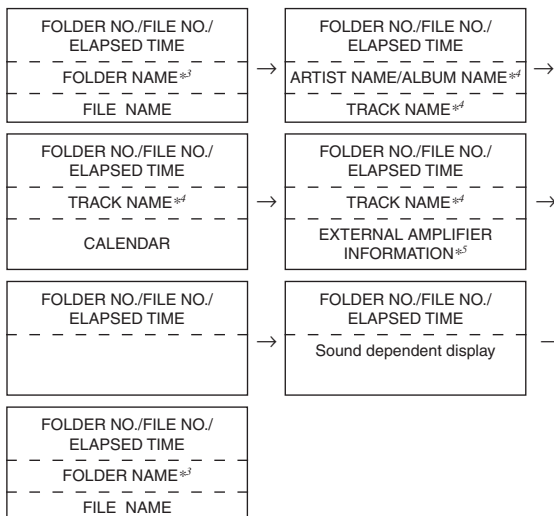 FOLDER NO./FILE NO./
ELAPSED TIME
FOLDER NAME*3
FILE NAME
→
FOLDER NO./FILE NO./
ELAPSED TIME
ARTIST NAME/ALBUM NAME*4
TRACK NAME*4
→
FOLDER NO./FILE NO./
ELAPSED TIME
TRACK NAME*4
CALENDAR
→
FOLDER NO./FILE NO./
ELAPSED TIME
TRACK NAME*4
EXTERNAL AMPLIFIER
INFORMATION*5
→
FOLDER NO./FILE NO./
ELAPSED TIME
→
FOLDER NO./FILE NO./
ELAPSED TIME
Sound dependent display
FOLDER NO./FILE NO./
ELAPSED TIME
FOLDER NAME*3
FILE NAME